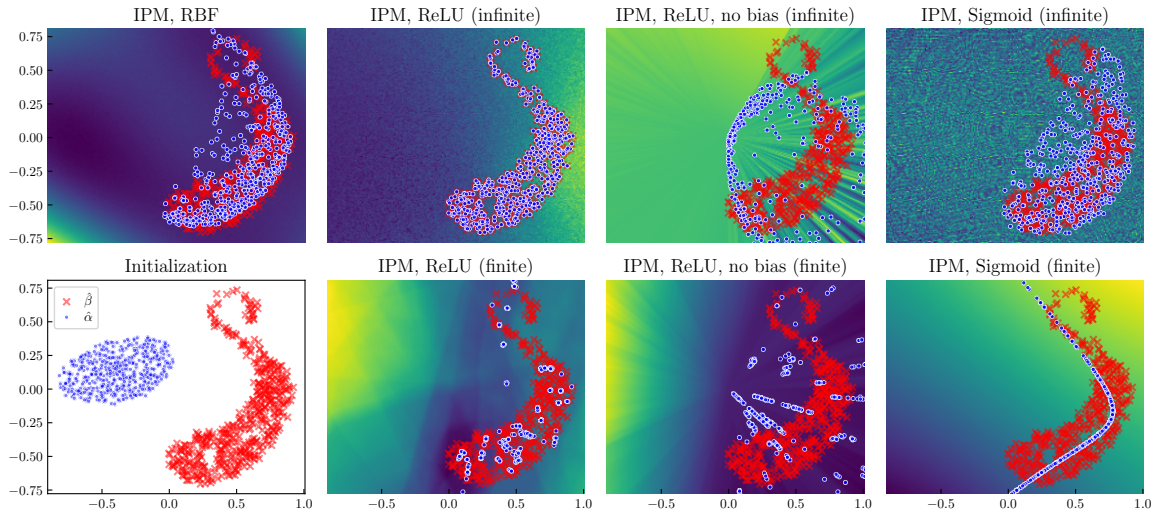 IPM, RBF
IPM, ReLU (infinite)
IPM, ReLU, no bias (infinite)
IPM, Sigmoid (infinite)
0.75
0.50
0.25
0.00
−0.25
−0.50
−0.75
Initialization
IPM, ReLU (finite)
IPM, ReLU, no bias (finite)
IPM, Sigmoid (finite)
0.75
0.50
0.25
0.00
−0.25
−0.50
−0.75
β̂
α̂
−0.5 0.0 0.5 1.0
−0.5 0.0 0.5 1.0
−0.5 0.0 0.5 1.0
−0.5 0.0 0.5 1.0